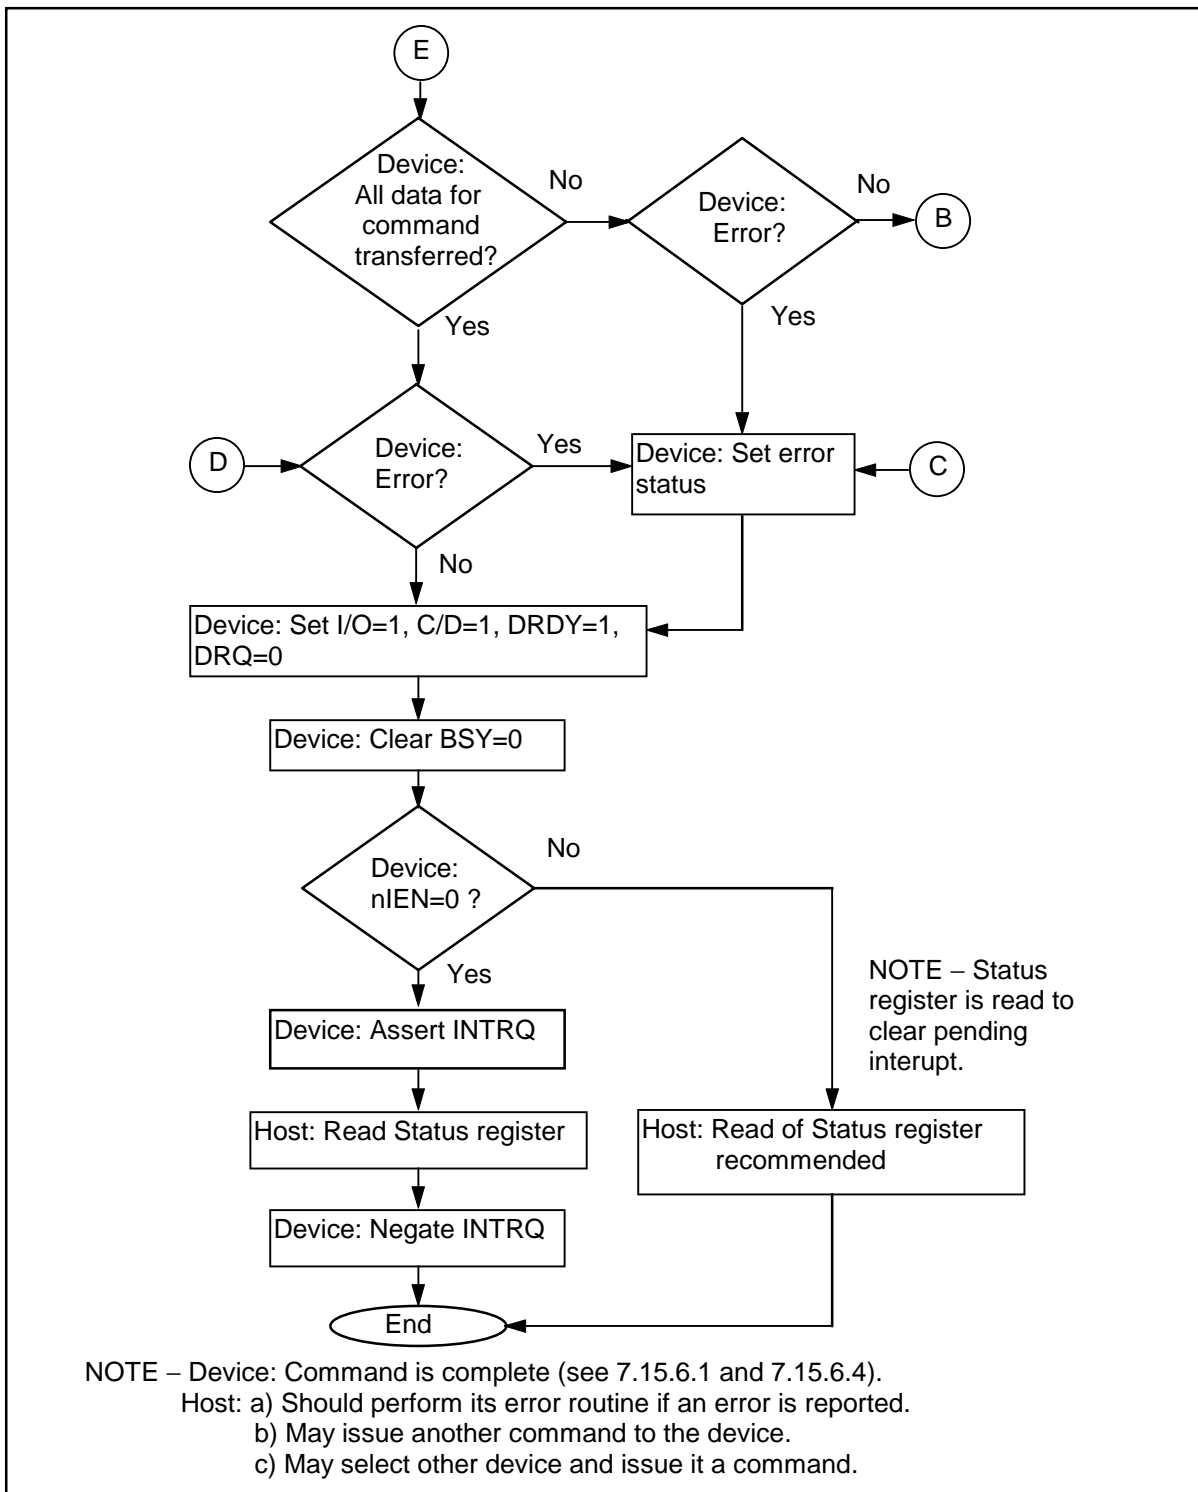 E
Device:
All data for
command
transferred?
No
Device:
Error?
No
B
Yes
Yes
D
Device:
Error?
Yes
Device: Set error
status
C
No
Device: Set I/O=1, C/D=1, DRDY=1,
DRQ=0
Device: Clear BSY=0
Device:
nIEN=0 ?
No
Yes
NOTE – Status
register is read to
clear pending
interupt.
Device: Assert INTRQ
Host: Read Status register
Host: Read of Status register
recommended
Device: Negate INTRQ
End
NOTE – Device: Command is complete (see 7.15.6.1 and 7.15.6.4).
Host: a) Should perform its error routine if an error is reported.
b) May issue another command to the device.
c) May select other device and issue it a command.